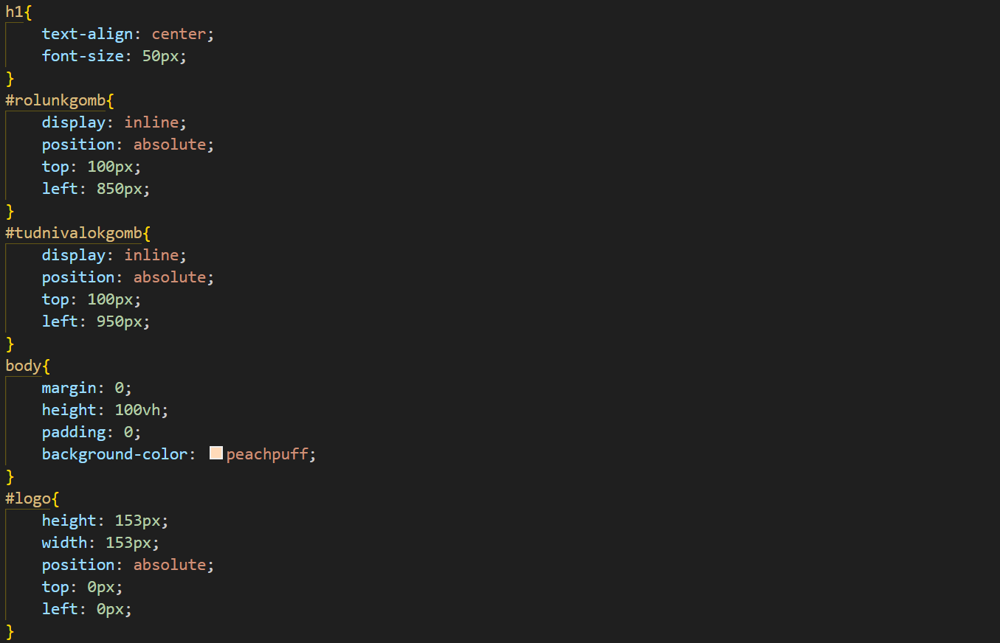 h1{
    text-align: center;
    font-size: 50px;
}
#rolunkgomb{
    display: inline;
    position: absolute;
    top: 100px;
    left: 850px;
}
#tudnivalokgomb{
    display: inline;
    position: absolute;
    top: 100px;
    left: 950px;
}
body{
    margin: 0;
    height: 100vh;
    padding: 0;
    background-color: peachpuff;
}
#logo{
    height: 153px;
    width: 153px;
    position: absolute;
    top: 0px;
    left: 0px;
}